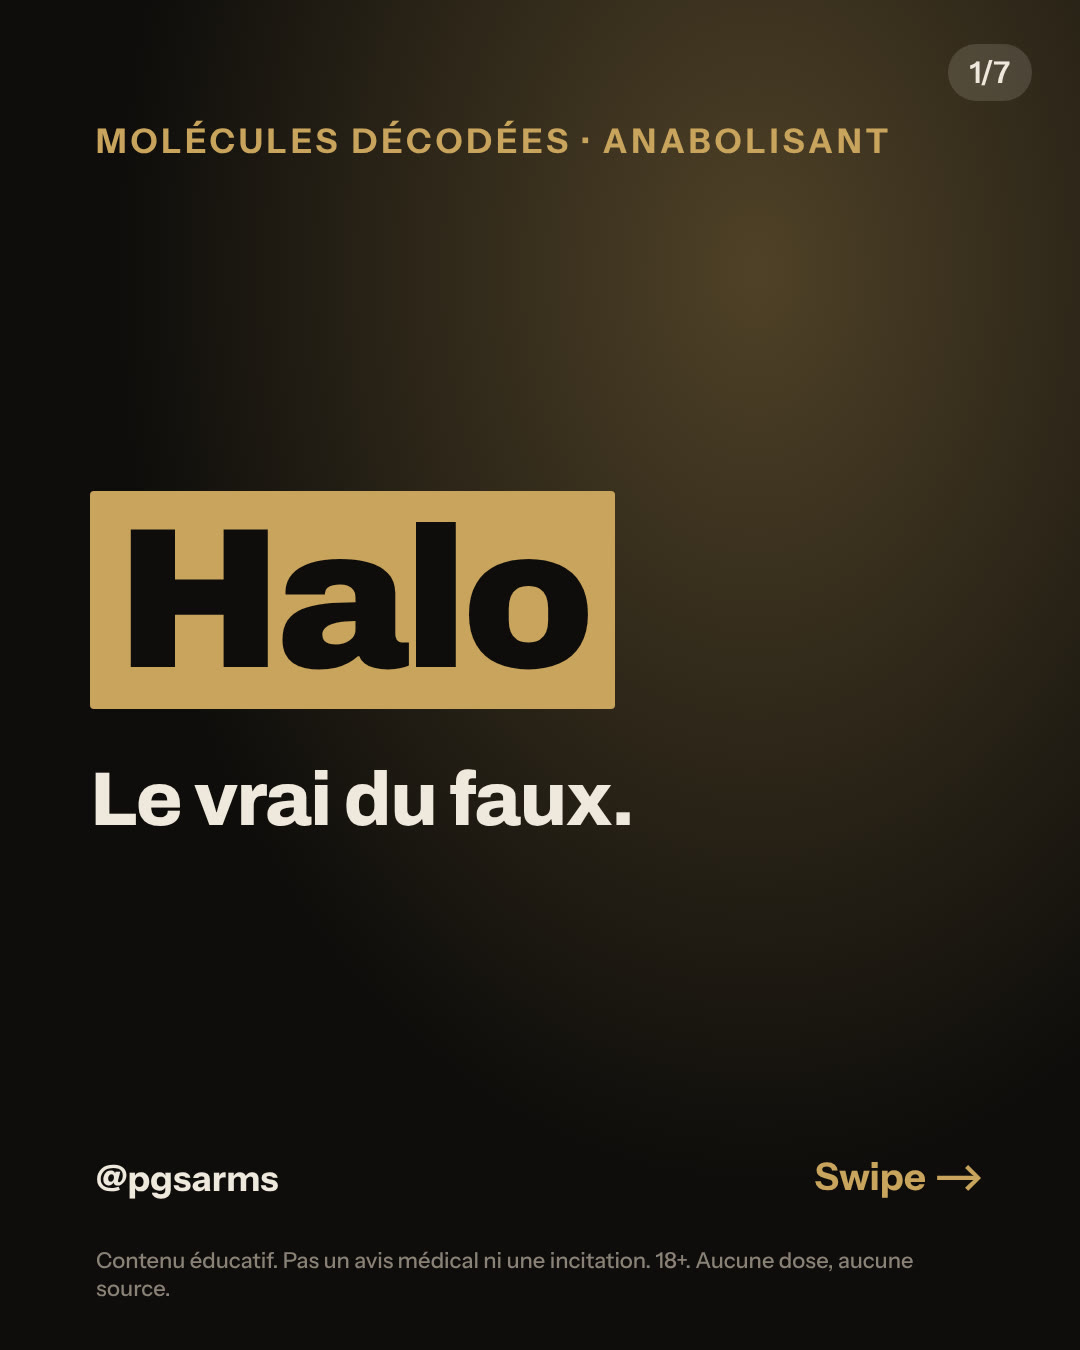 1/7
MOLÉCULES DÉCODÉES · ANABOLISANT
Halo
Le vrai du faux.
@pgsarms
Swipe →
Contenu éducatif. Pas un avis médical ni une incitation. 18+. Aucune dose, aucune
source.